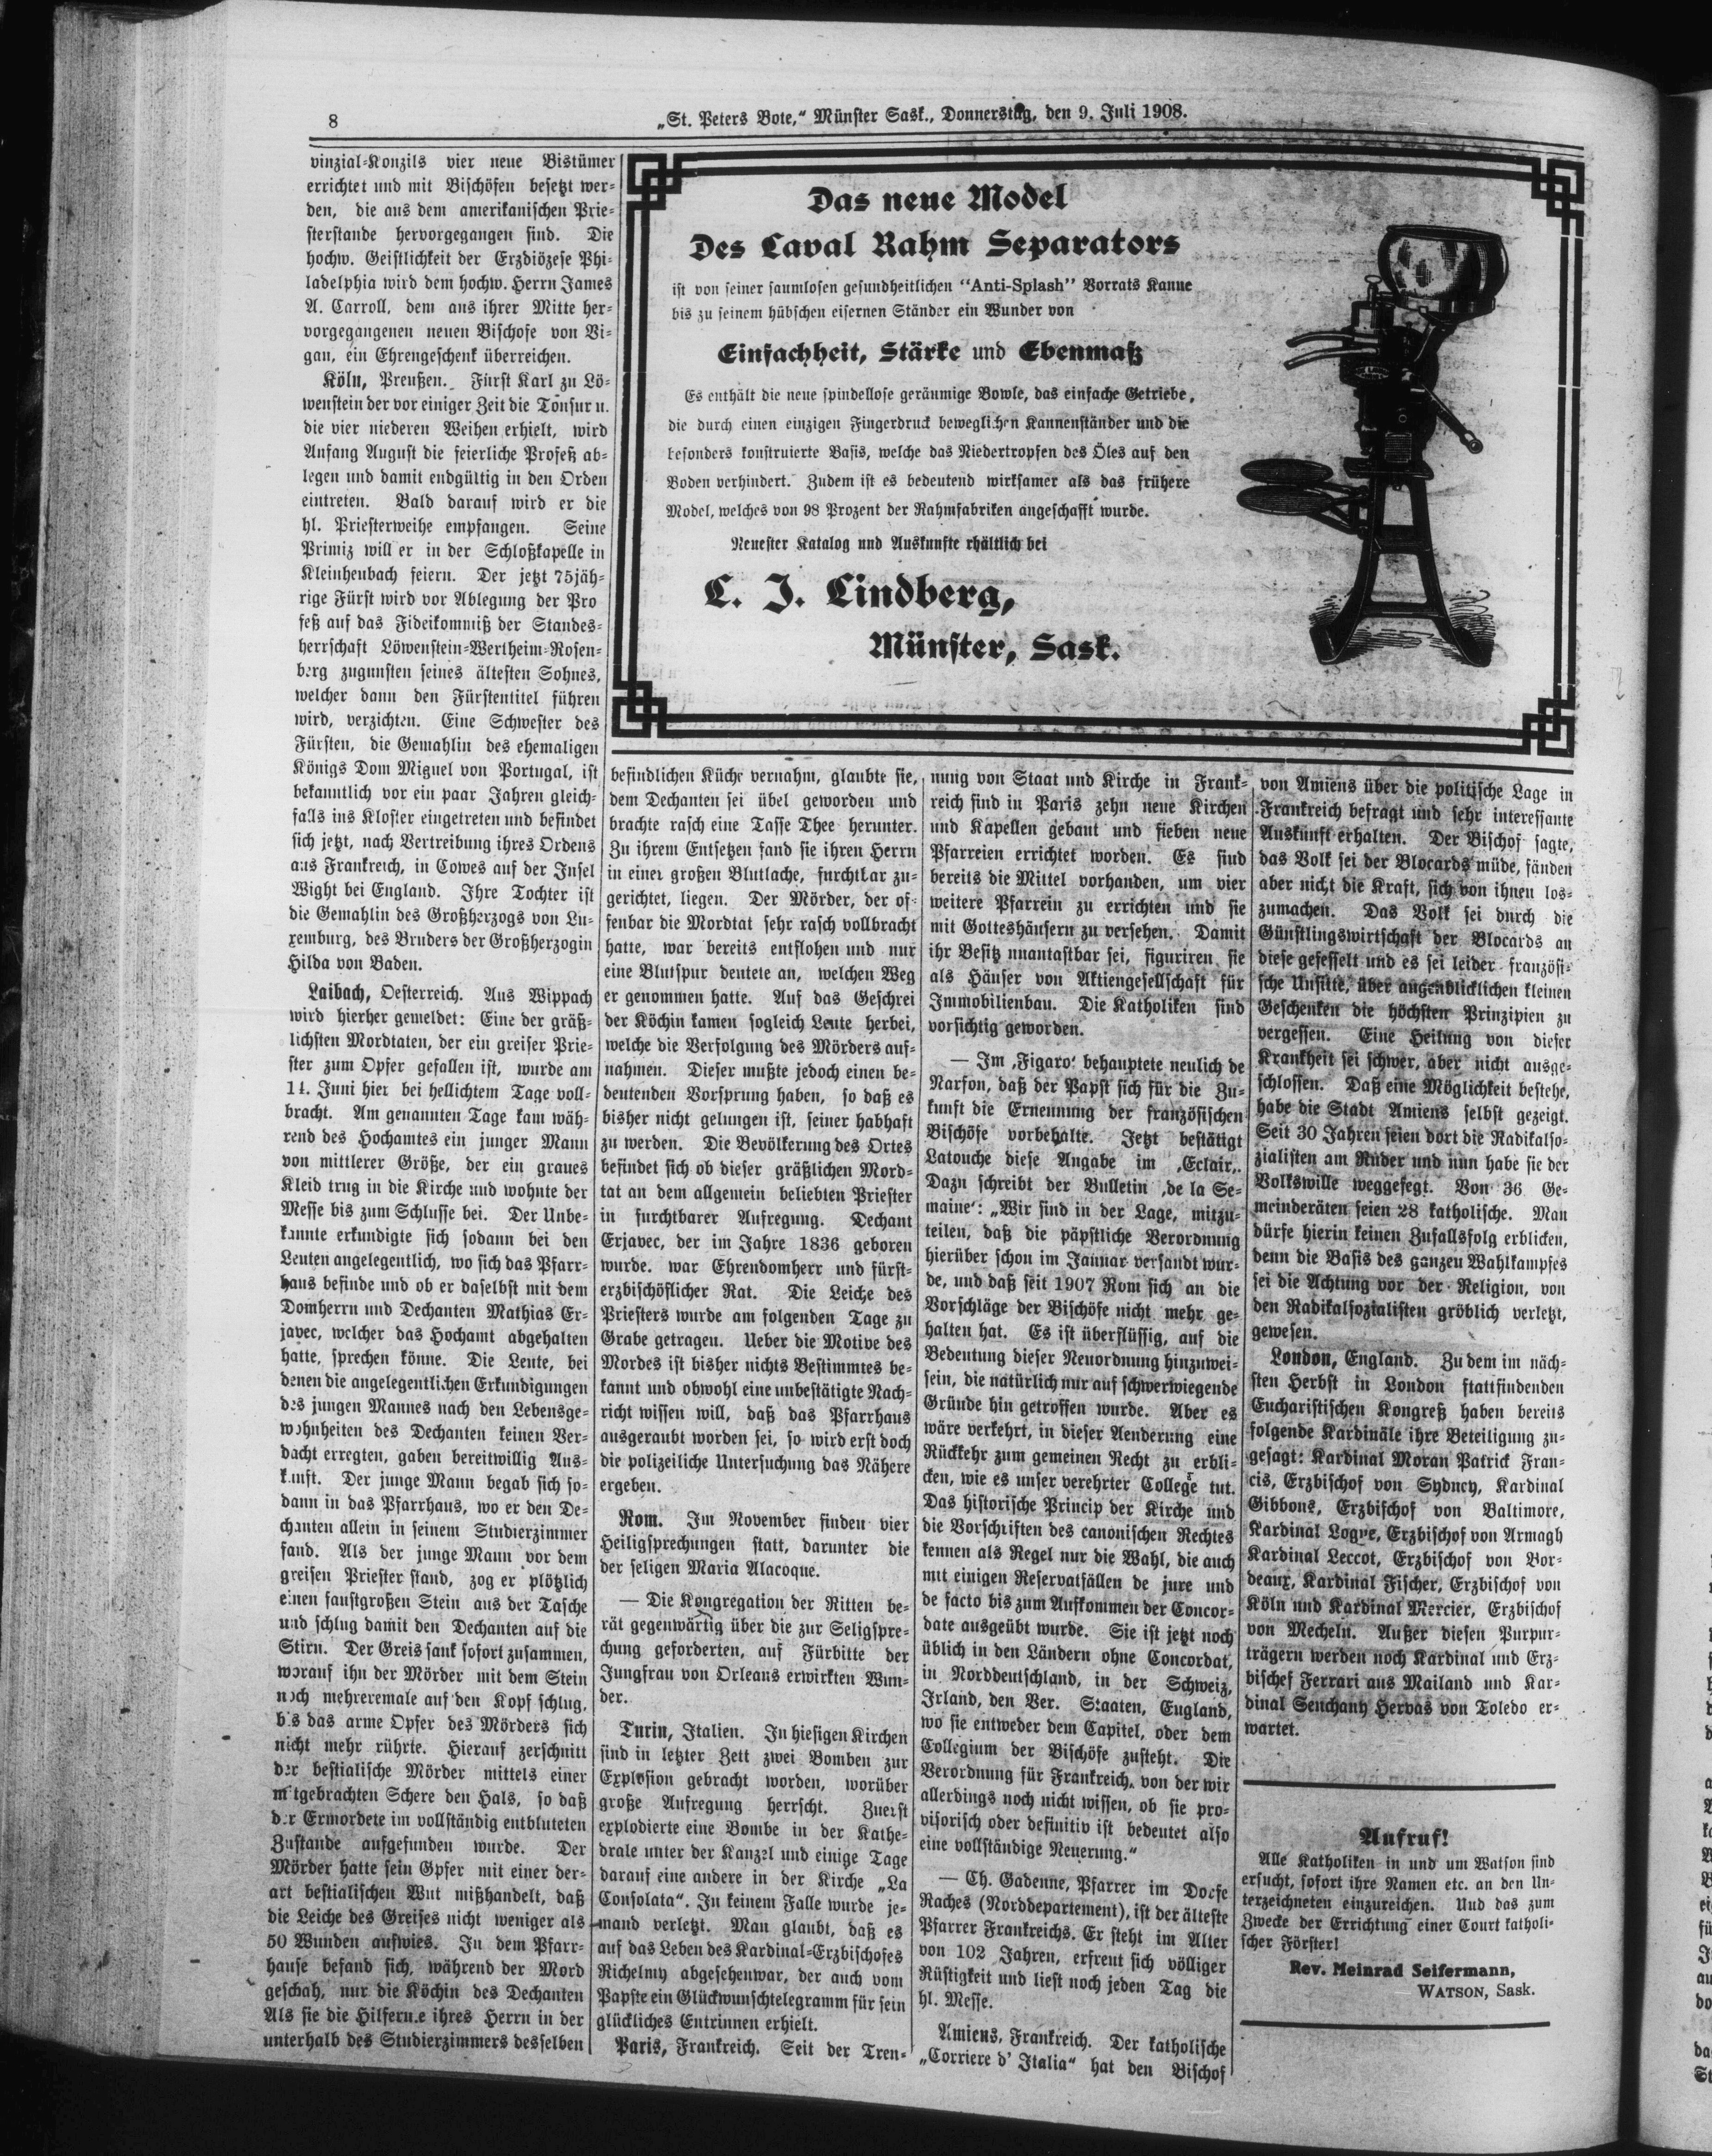 8
„St. Peters Bote,“ Münster Sask., Donnerstag, den 9. Juli 1908.
vinzial-Konzils vier neue Bistümer
errichtet und mit Bischöfen besetzt wer-
den, die aus dem amerikanischen Prie-
sterstande hervorgegangen sind. Die
hochw. Geistlichkeit der Erzdiözese Phi-
ladelphia wird dem hochw. Herrn James
A. Carroll, dem aus ihrer Mitte her-
vorgegangenen neuen Bischofe von Vi-
gan, ein Ehrengeschenk überreichen.
Köln, Preußen. Fürst Karl zu Lö-
wenstein der vor einiger Zeit die Tonsur u.
die vier niederen Weihen erhielt, wird
Anfang August die feierliche Profeß ab-
legen und damit endgültig in den Orden
eintreten. Bald darauf wird er die
hl. Priesterweihe empfangen. Seine
Primiz will er in der Schloßkapelle in
Kleinheubach feiern. Der jetzt 75jäh-
rige Fürst wird vor Ablegung der Pro
feß auf das Fideikommiß der Standes-
herrschaft Löwenstein-Wertheim-Rosen-
berg zugunsten seines ältesten Sohnes,
welcher dann den Fürstentitel führen
wird, verzichten. Eine Schwester des
Fürsten, die Gemahlin des ehemaligen
Königs Dom Miguel von Portugal, ist
bekanntlich vor ein paar Jahren gleich-
falls ins Kloster eingetreten und befindet
sich jetzt, nach Vertreibung ihres Ordens
aus Frankreich, in Cowes auf der Insel
Wight bei England. Ihre Tochter ist
die Gemahlin des Großherzogs von Lu-
xemburg, des Bruders der Großherzogin
Hilda von Baden.
Laibach, Oesterreich. Aus Wippach
wird hierher gemeldet: Eine der gräß-
lichsten Mordtaten, der ein greiser Prie-
ster zum Opfer gefallen ist, wurde am
14. Juni hier bei hellichtem Tage voll-
bracht. Am genannten Tage kam wäh-
rend des Hochamtes ein junger Mann
von mittlerer Größe, der ein graues
Kleid trug in die Kirche und wohnte der
Messe bis zum Schlusse bei. Der Unbe-
kannte erkundigte sich sodann bei den
Leuten angelegentlich, wo sich das Pfarr-
haus befinde und ob er daselbst mit dem
Domherrn und Dechanten Mathias Er-
javec, welcher das Hochamt abgehalten
hatte, sprechen könne. Die Leute, bei
denen die angelegentlichen Erkundigungen
des jungen Mannes nach den Lebensge-
wohnheiten des Dechanten keinen Ver-
dacht erregten, gaben bereitwillig Aus-
kunft. Der junge Mann begab sich so-
dann in das Pfarrhaus, wo er den De-
chanten allein in seinem Studierzimmer
fand. Als der junge Mann vor dem
greisen Priester stand, zog er plötzlich
einen faustgroßen Stein aus der Tasche
und schlug damit den Dechanten auf die
Stirn. Der Greis sank sofort zusammen,
worauf ihn der Mörder mit dem Stein
noch mehreremale auf den Kopf schlug,
bis das arme Opfer des Mörders sich
nicht mehr rührte. Hierauf zerschnitt
der bestialische Mörder mittels einer
mitgebrachten Schere den Hals, so daß
der Ermordete im vollständig entbluteten
Zustande aufgefunden wurde. Der
Mörder hatte sein Gpfer mit einer der-
art bestialischen Wut mißhandelt, daß
die Leiche des Greises nicht weniger als
50 Wunden aufwies. In dem Pfarr-
hause befand sich, während der Mord
geschah, nur die Köchin des Dechanten
Als sie die Hilferufe ihres Herrn in der
unterhalb des Studierzimmers desselben
Das neue Model
Des Laval Rahm Separators
ist von seiner saumlosen gesundheitlichen “Anti-Splash” Vorrats Kanne
bis zu seinem hübschen eisernen Ständer ein Wunder von
Einfachheit, Stärke und Ebenmaß
Es enthält die neue spindellose geräumige Bowle, das einfache Getriebe,
die durch einen einzigen Fingerdruck beweglichen Kannenständer und die
besonders konstruierte Basis, welche das Niedertropfen des Öles auf den
Boden verhindert. Zudem ist es bedeutend wirksamer als das frühere
Model, welches von 98 Prozent der Rahmfabriken angeschafft wurde.
Neuester Katalog und Auskunfte rhältlich bei
C. J. Lindberg,
Münster, Sask.
befindlichen Küche vernahm, glaubte sie,
dem Dechanten sei übel geworden und
brachte rasch eine Tasse Thee herunter.
Zu ihrem Entsetzen fand sie ihren Herrn
in einer großen Blutlache, furchtbar zu-
gerichtet, liegen. Der Mörder, der of-
fenbar die Mordtat sehr rasch vollbracht
hatte, war bereits entflohen und nur
eine Blutspur deutete an, welchen Weg
er genommen hatte. Auf das Geschrei
der Köchin kamen sogleich Leute herbei,
welche die Verfolgung des Mörders auf-
nahmen. Dieser mußte jedoch einen be-
deutenden Vorsprung haben, so daß es
bisher nicht gelungen ist, seiner habhaft
zu werden. Die Bevölkerung des Ortes
befindet sich ob dieser gräßlichen Mord-
tat an dem allgemein beliebten Priester
in furchtbarer Aufregung. Dechant
Erjavec, der im Jahre 1836 geboren
wurde. war Ehrendomherr und fürst-
erzbischöflicher Rat. Die Leiche des
Priesters wurde am folgenden Tage zu
Grabe getragen. Ueber die Motive des
Mordes ist bisher nichts Bestimmtes be-
kannt und obwohl eine unbestätigte Nach-
richt wissen will, daß das Pfarrhaus
ausgeraubt worden sei, so wird erst doch
die polizeiliche Untersuchung das Nähere
ergeben.
Rom. Im November finden vier
Heiligsprechungen statt, darunter die
der seligen Maria Alacoque.
— Die Kongregation der Ritten be-
rät gegenwärtig über die zur Seligspre-
chung geforderten, auf Fürbitte der
Jungfrau von Orleans erwirkten Wun-
der.
Turin, Italien. In hiesigen Kirchen
sind in letzter Zett zwei Bomben zur
Explosion gebracht worden, worüber
große Aufregung herrscht. Zuerst
explodierte eine Bombe in der Kathe-
drale unter der Kanzel und einige Tage
darauf eine andere in der Kirche „La
Consolata“. In keinem Falle wurde je-
mand verletzt. Man glaubt, daß es
auf das Leben des Kardinal-Erzbischofes
Richelmy abgesehenwar, der auch vom
Papste ein Glückwunschtelegramm für sein
glückliches Entrinnen erhielt.
Paris, Frankreich. Seit der Tren-
nung von Staat und Kirche in Frank-
reich sind in Paris zehn neue Kirchen
und Kapellen gebaut und sieben neue
Pfarreien errichtet worden. Es sind
bereits die Mittel vorhanden, um vier
weitere Pfarrein zu errichten und sie
mit Gotteshäusern zu versehen. Damit
ihr Besitz unantastbar sei, figuriren sie
als Häuser von Aktiengesellschaft für
Immobilienbau. Die Katholiken sind
vorsichtig geworden.
— Im ‚Figaro‘ behauptete neulich de
Narfon, daß der Papst sich für die Zu-
kunft die Ernennung der französischen
Bischöfe vorbehalte. Jetzt bestätigt
Latouche diese Angabe im ‚Eclair‚.
Dazu schreibt der Bulletin ‚de la Se-
maine‘: „Wir sind in der Lage, mitzu-
teilen, daß die päpstliche Verordnung
hierüber schon im Januar versandt wur-
de, und daß seit 1907 Rom sich an die
Vorschläge der Bischöfe nicht mehr ge-
halten hat. Es ist überflüssig, auf die
Bedeutung dieser Neuordnung hinzuwei-
sein, die natürlich nur auf schwerwiegende
Gründe hin getroffen wurde. Aber es
wäre verkehrt, in dieser Aenderung eine
Rückkehr zum gemeinen Recht zu erbli-
cken, wie es unser verehrter College tut.
Das historische Princip der Kirche und
die Vorschriften des canonischen Rechtes
kennen als Regel nur die Wahl, die auch
mit einigen Reservatfällen de jure und
de facto bis zum Aufkommen der Concor-
date ausgeübt wurde. Sie ist jetzt noch
üblich in den Ländern ohne Concordat,
in Norddeutschland, in der Schweiz,
Irland, den Ver. Staaten, England,
wo sie entweder dem Capitel, oder dem
Collegium der Bischöfe zusteht. Die
Verordnung für Frankreich, von der wir
allerdings noch nicht wissen, ob sie pro-
visorisch oder definitiv ist bedeutet also
eine vollständige Neuerung.“
— Ch. Gadenne, Pfarrer im Dorfe
Raches (Norddepartement), ist der älteste
Pfarrer Frankreichs. Er steht im Alter
von 102 Jahren, erfreut sich völliger
Rüstigkeit und liest noch jeden Tag die
hl. Messe.
Amiens, Frankreich. Der katholische
„Corriere d’ Italia“ hat den Bischof
von Amiens über die politische Lage in
Frankreich befragt und sehr interessante
Auskunft erhalten. Der Bischof sagte,
das Volk sei der Blocards müde, fänden
aber nicht die Kraft, sich von ihnen los-
zumachen. Das Volk sei durch die
Günstlingswirtschaft der Blocards an
diese gefesselt und es sei leider französi-
sche Unsitte, über augenblicklichen kleinen
Geschenken die höchsten Prinzipien zu
vergessen. Eine Heilung von dieser
Krankheit sei schwer, aber nicht ausge-
schlossen. Daß eine Möglichkeit bestehe,
habe die Stadt Amiens selbst gezeigt.
Seit 30 Jahren seien dort die Radikalso-
zialisten am Ruder und nun habe sie der
Volkswille weggefegt. Von 36 Ge-
meinderäten seien 28 katholische. Man
dürfe hierin keinen Zufallsfolg erblicken,
denn die Basis des ganzen Wahlkampfes
sei die Achtung vor der Religion, von
den Radikalsozialisten gröblich verletzt,
gewesen.
London, England. Zu dem im näch-
sten Herbst in London stattfindenden
Eucharistischen Kongreß haben bereits
folgende Kardinäle ihre Beteiligung zu-
gesagt: Kardinal Moran Patrick Fran-
cis, Erzbischof von Sydney, Kardinal
Gibbons, Erzbischof von Baltimore,
Kardinal Logue, Erzbischof von Armagh
Kardinal Leccot, Erzbischof von Bor-
deaux, Kardinal Fischer, Erzbischof von
Köln und Kardinal Mercier, Erzbischof
von Mecheln. Außer diesen Purpur-
trägern werden noch Kardinal und Erz-
bischof Ferrari aus Mailand und Kar-
dinal Senchany Hervas von Toledo er-
wartet.
Aufruf!
Alle Katholiken in und um Watson sind
ersucht, sofort ihre Namen etc. an den Un-
terzeichneten einzureichen. Und das zum
Zwecke der Errichtung einer Court katholi-
scher Förster!
Rev. Meinrad Seifermann,
WATSON, Sask.